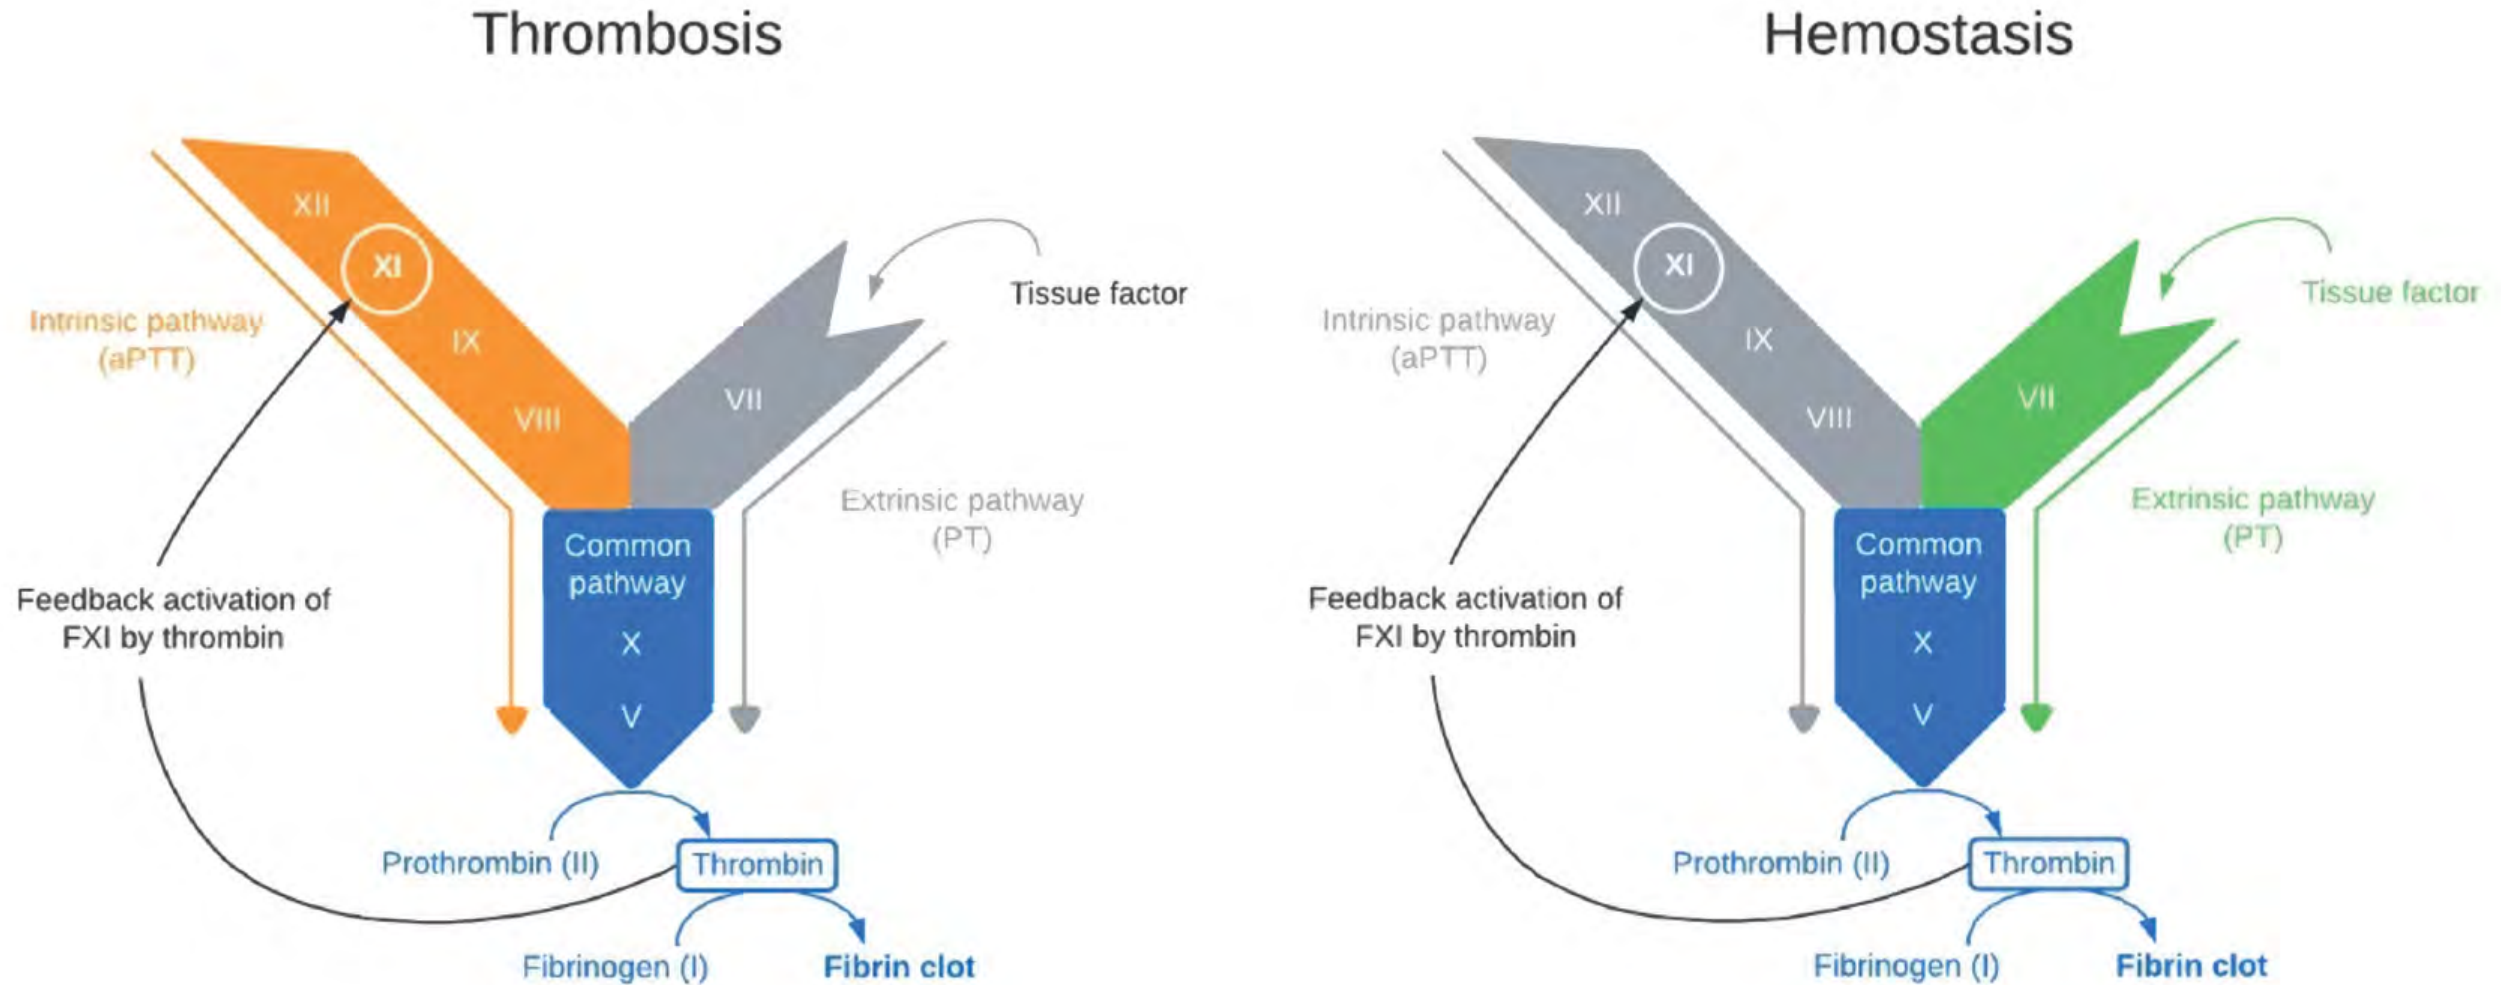 Thrombosis
XII
XI
IX
VIII
VII
Tissue factor
Intrinsic pathway
(aPTT)
Extrinsic pathway
(PT)
Common
pathway
X
V
Feedback activation of
FXI by thrombin
Prothrombin (II)
Thrombin
Fibrinogen (I)
Fibrin clot
Hemostasis
XII
XI
IX
VIII
VII
Tissue factor
Intrinsic pathway
(aPTT)
Extrinsic pathway
(PT)
Common
pathway
X
V
Feedback activation of
FXI by thrombin
Prothrombin (II)
Thrombin
Fibrinogen (I)
Fibrin clot